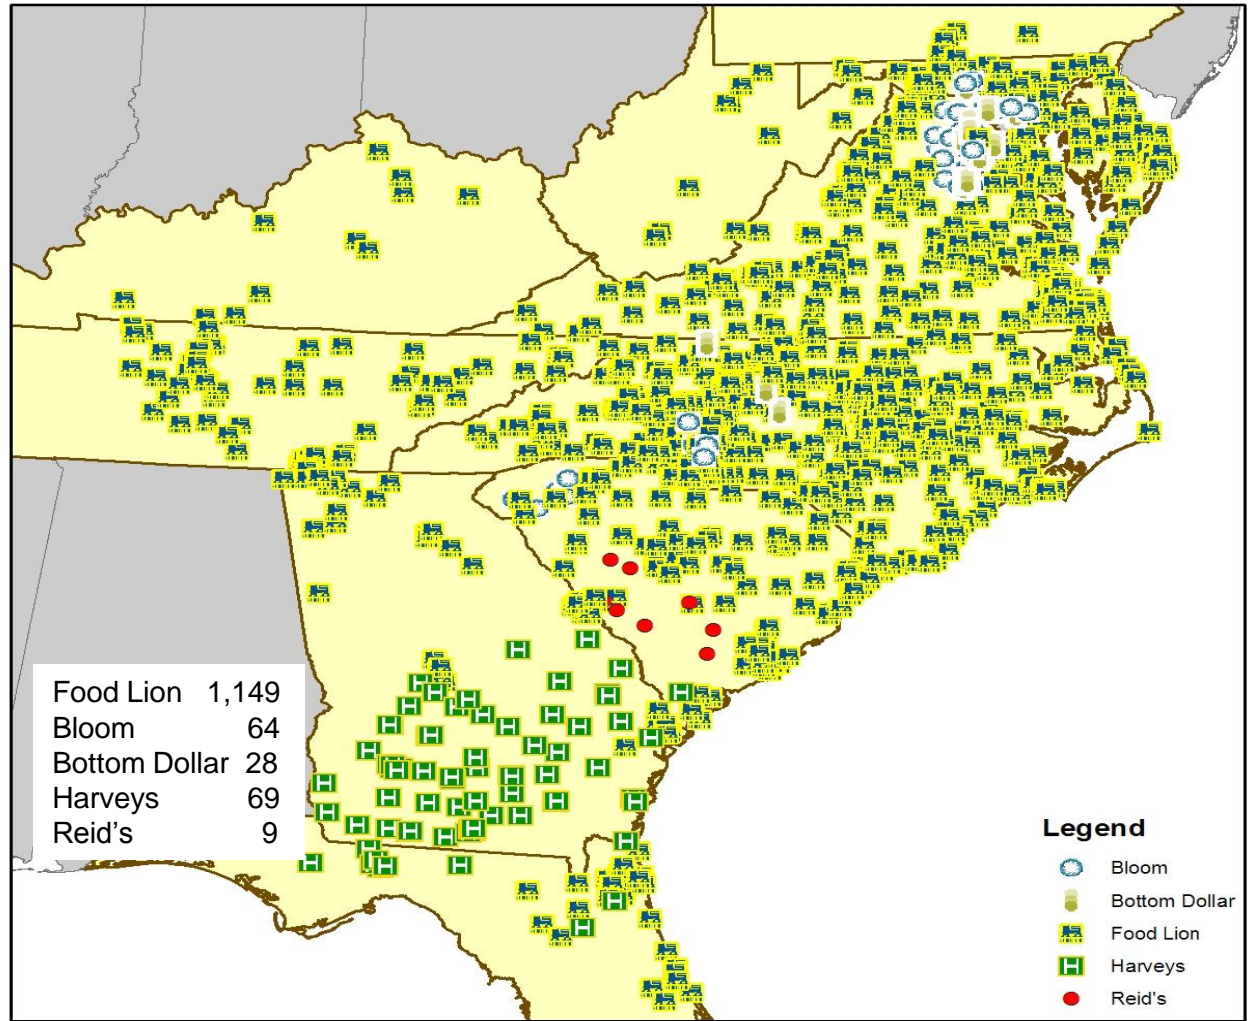 Food Lion 1,149
Bloom 64
Bottom Dollar 28
Harveys 69
Reid’s 9
Legend
Bloom
Bottom Dollar
Food Lion
H Harveys
Reid's